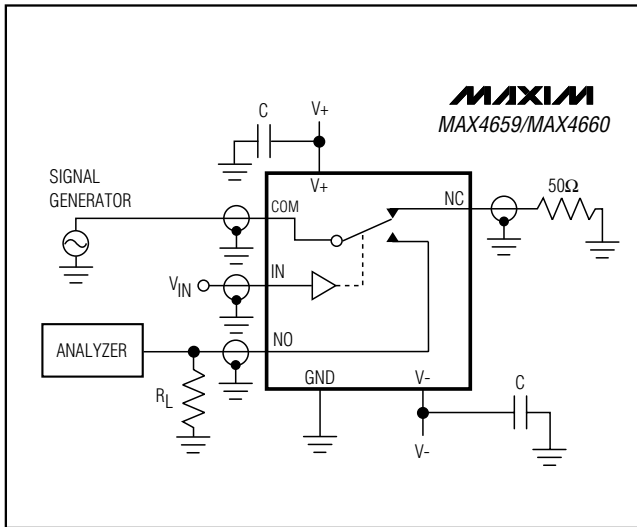 MAXIM
MAX4659/MAX4660
C
V+
V+
SIGNAL
GENERATOR
COM
NC
50Ω
VIN
IN
ANALYZER
NO
RL
GND
V-
C
V-